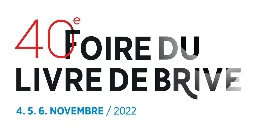 40e FOIRE DU
LIVRE DE BRIVE
4. 5. 6. NOVEMBRE / 2022